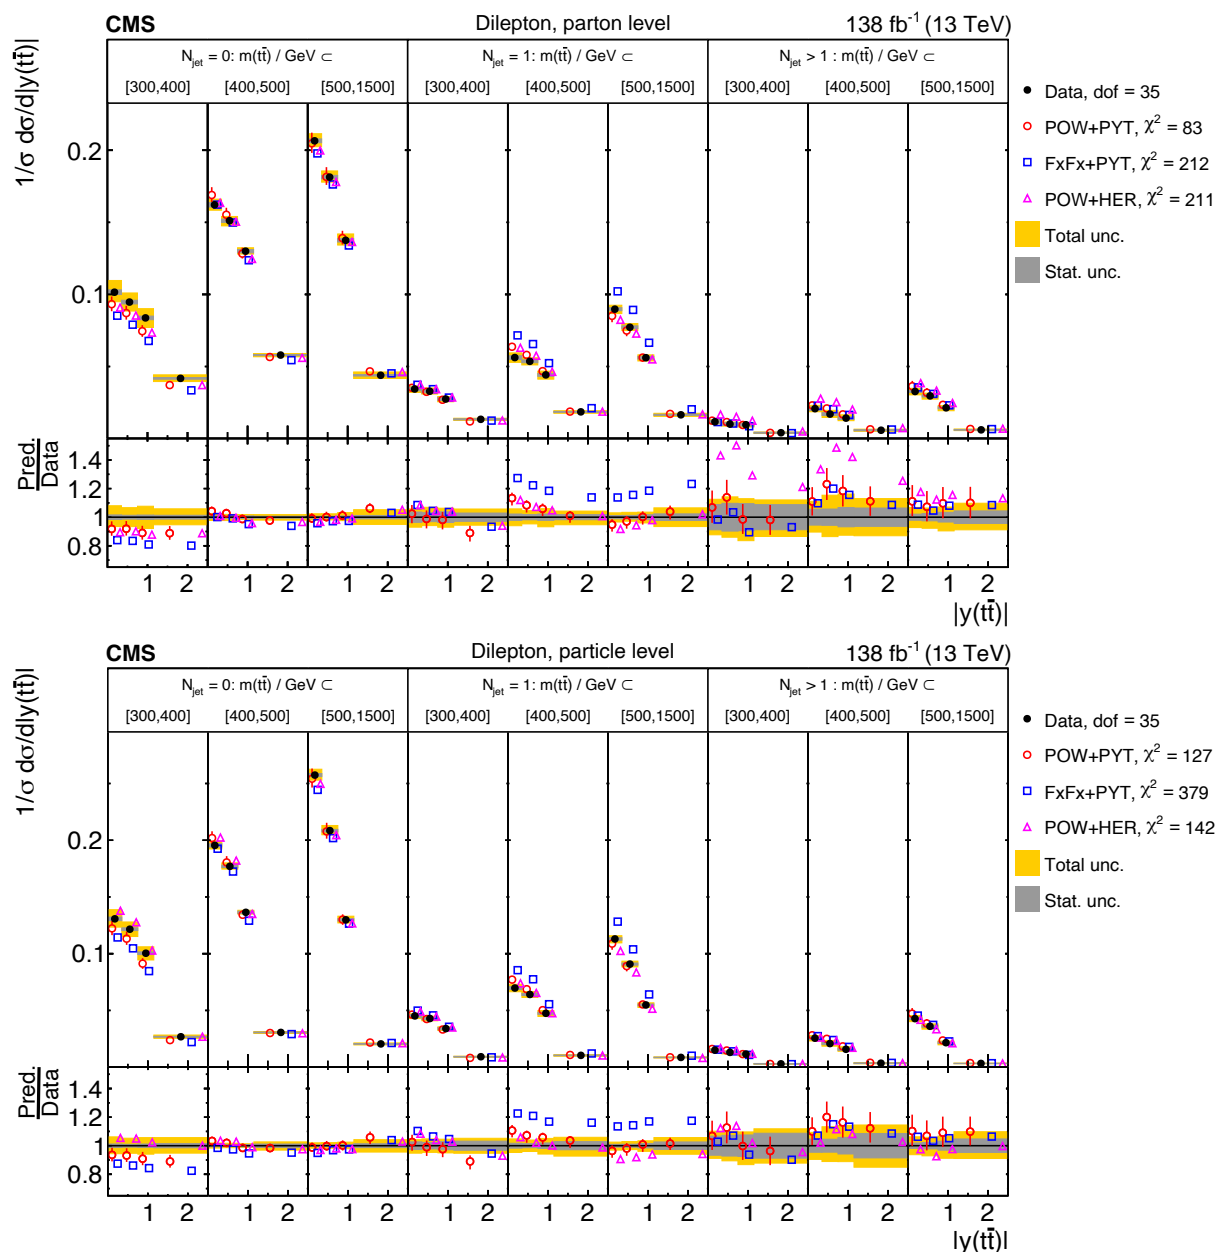 CMS Dilepton, parton level 138 fb⁻¹ (13 TeV)
N_jet = 0: m(tt̄) / GeV ⊂ N_jet = 1: m(tt̄) / GeV ⊂ N_jet > 1 : m(tt̄) / GeV ⊂
[300,400] [400,500] [500,1500] [300,400] [400,500] [500,1500] [300,400] [400,500] [500,1500]
1/σ dσ/d|y(tt̄)|
0.2
0.1
Data, dof = 35
POW+PYT, χ² = 83
FxFx+PYT, χ² = 212
POW+HER, χ² = 211
Total unc.
Stat. unc.
Pred
Data
1.4
1.2
1
0.8
1 2 1 2 1 2 1 2 1 2 1 2 1 2 1 2 1 2
|y(tt̄)|
CMS Dilepton, particle level 138 fb⁻¹ (13 TeV)
N_jet = 0: m(tt̄) / GeV ⊂ N_jet = 1: m(tt̄) / GeV ⊂ N_jet > 1 : m(tt̄) / GeV ⊂
[300,400] [400,500] [500,1500] [300,400] [400,500] [500,1500] [300,400] [400,500] [500,1500]
1/σ dσ/d|y(tt̄)|
0.2
0.1
Data, dof = 35
POW+PYT, χ² = 127
FxFx+PYT, χ² = 379
POW+HER, χ² = 142
Total unc.
Stat. unc.
Pred
Data
1.4
1.2
1
0.8
1 2 1 2 1 2 1 2 1 2 1 2 1 2 1 2 1 2
|y(tt̄)|